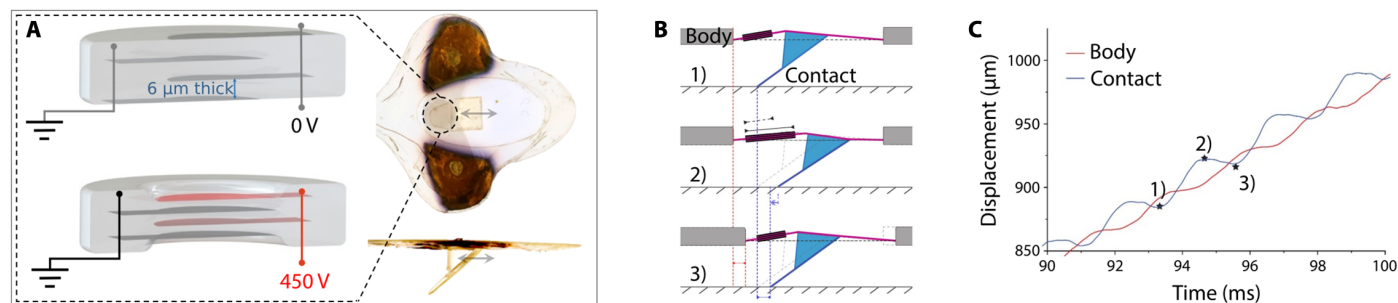 A
6 µm thick
0 V
450 V
B
Body
1)
Contact
2)
3)
C
Displacement (µm)
1000
950
900
850
Body
Contact
1)
2)
3)
90
92
94
96
98
100
Time (ms)